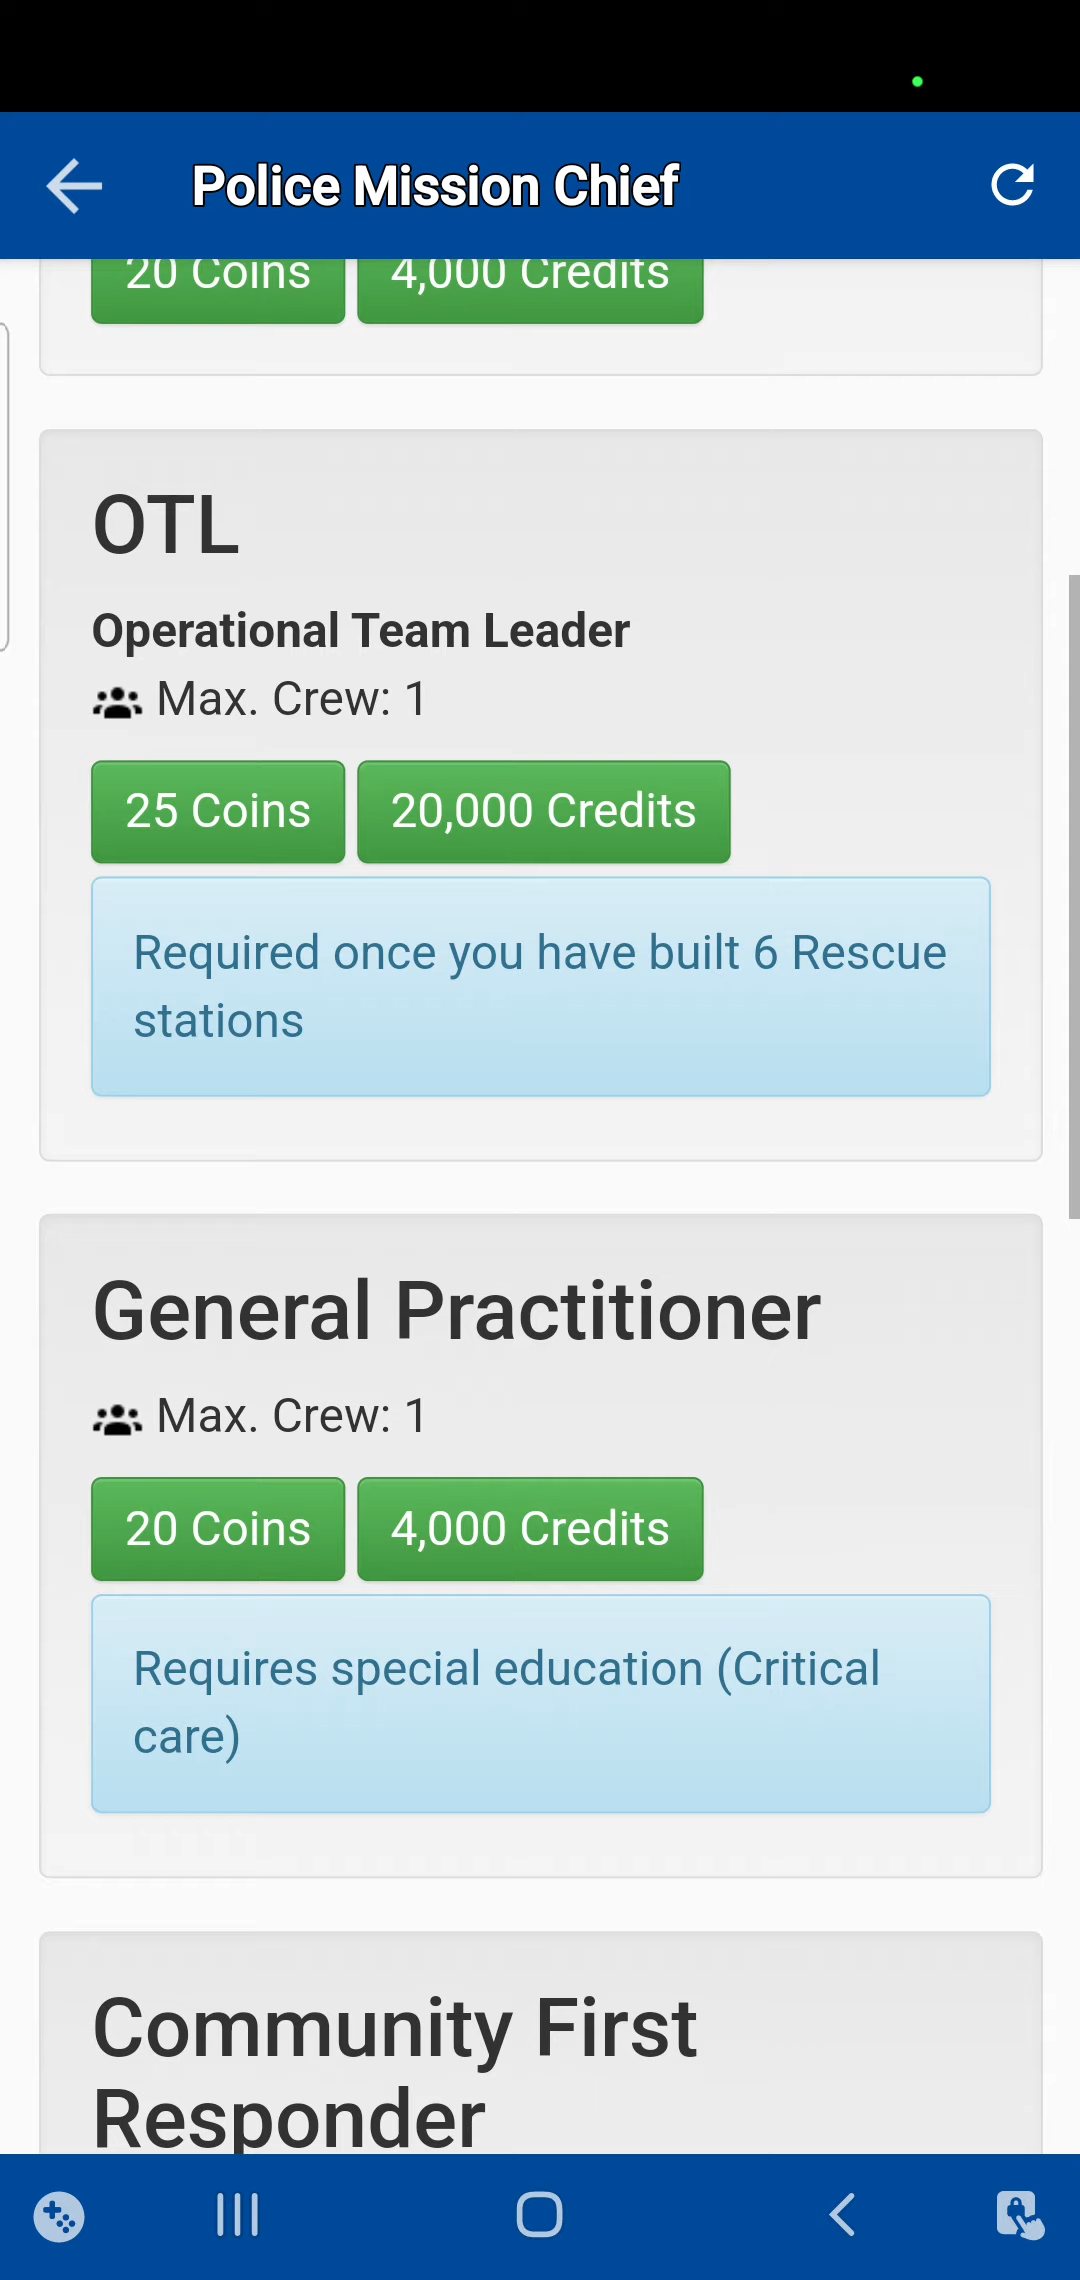 Police Mission Chief
20 Coins 4,000 Credits
OTL
Operational Team Leader
Max. Crew: 1
25 Coins 20,000 Credits
Required once you have built 6 Rescue
stations
General Practitioner
Max. Crew: 1
20 Coins 4,000 Credits
Requires special education (Critical
care)
Community First
Responder